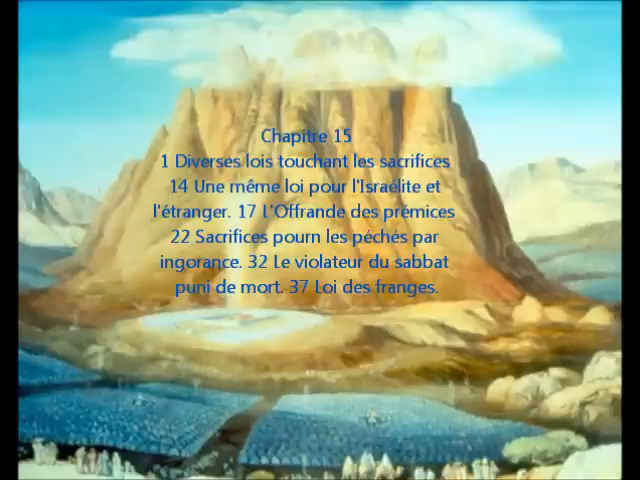 Chapitre 15
1 Diverses lois touchant les sacrifices
14 Une même loi pour l'Israélite et
l'étranger. 17 L'Offrande des prémices
22 Sacrifices pourn les péchés par
ingorance. 32 Le violateur du sabbat
puni de mort. 37 Loi des franges.